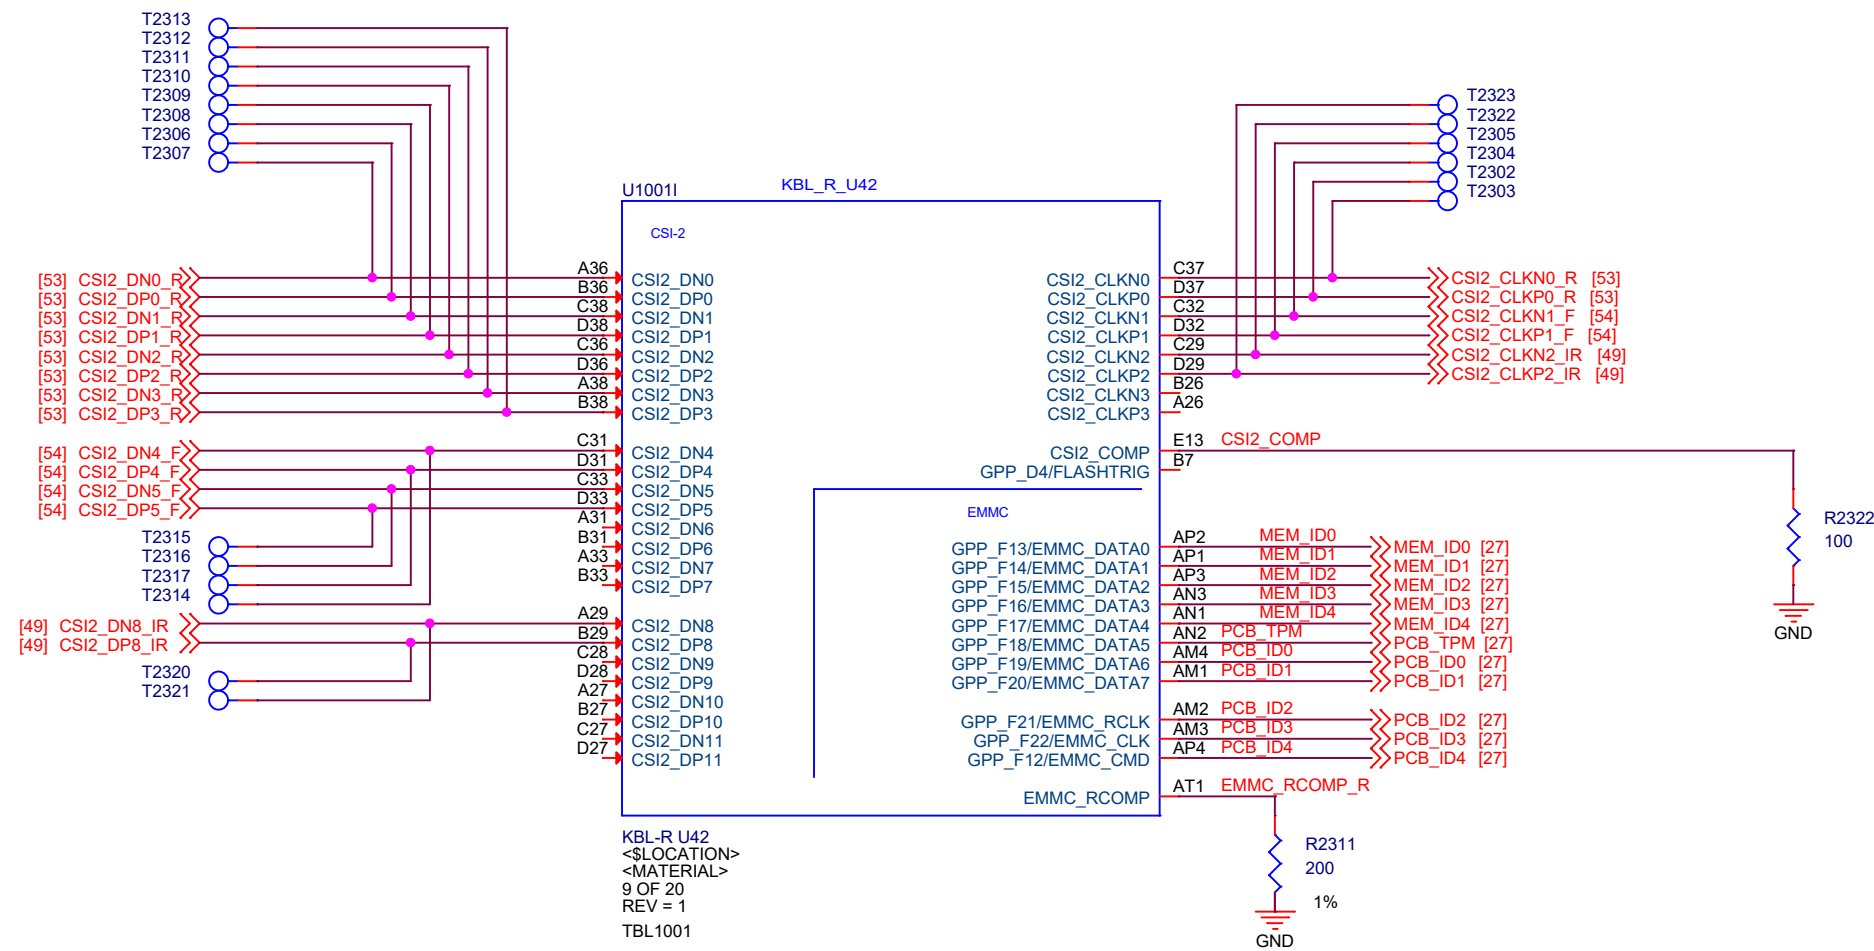 T2313
T2312
T2311
T2310
T2309
T2308
T2306
T2307
T2323
T2322
T2305
T2304
T2302
T2303
U1001I
KBL_R_U42
CSI-2
[53] CSI2_DN0_R A36 CSI2_DN0
[53] CSI2_DP0_R B36 CSI2_DP0
[53] CSI2_DN1_R C38 CSI2_DN1
[53] CSI2_DP1_R D38 CSI2_DP1
[53] CSI2_DN2_R C36 CSI2_DN2
[53] CSI2_DP2_R D36 CSI2_DP2
[53] CSI2_DN3_R A38 CSI2_DN3
[53] CSI2_DP3_R B38 CSI2_DP3
[54] CSI2_DN4_F C31 CSI2_DN4
[54] CSI2_DP4_F D31 CSI2_DP4
[54] CSI2_DN5_F C33 CSI2_DN5
[54] CSI2_DP5_F D33 CSI2_DP5
A31 CSI2_DN6
B31 CSI2_DP6
A33 CSI2_DN7
B33 CSI2_DP7
T2315
T2316
T2317
T2314
[49] CSI2_DN8_IR A29 CSI2_DN8
[49] CSI2_DP8_IR B29 CSI2_DP8
C28 CSI2_DN9
D28 CSI2_DP9
A27 CSI2_DN10
B27 CSI2_DP10
C27 CSI2_DN11
D27 CSI2_DP11
T2320
T2321
CSI2_CLKN0 C37 CSI2_CLKN0_R [53]
CSI2_CLKP0 D37 CSI2_CLKP0_R [53]
CSI2_CLKN1 C32 CSI2_CLKN1_F [54]
CSI2_CLKP1 D32 CSI2_CLKP1_F [54]
CSI2_CLKN2 C29 CSI2_CLKN2_IR [49]
CSI2_CLKP2 D29 CSI2_CLKP2_IR [49]
CSI2_CLKN3 B26
CSI2_CLKP3 A26
CSI2_COMP E13 CSI2_COMP
GPP_D4/FLASHTRIG B7
R2322
100
GND
EMMC
GPP_F13/EMMC_DATA0 AP2 MEM_ID0 MEM_ID0 [27]
GPP_F14/EMMC_DATA1 AP1 MEM_ID1 MEM_ID1 [27]
GPP_F15/EMMC_DATA2 AP3 MEM_ID2 MEM_ID2 [27]
GPP_F16/EMMC_DATA3 AN3 MEM_ID3 MEM_ID3 [27]
GPP_F17/EMMC_DATA4 AN1 MEM_ID4 MEM_ID4 [27]
GPP_F18/EMMC_DATA5 AN2 PCB_TPM PCB_TPM [27]
GPP_F19/EMMC_DATA6 AM4 PCB_ID0 PCB_ID0 [27]
GPP_F20/EMMC_DATA7 AM1 PCB_ID1 PCB_ID1 [27]
GPP_F21/EMMC_RCLK AM2 PCB_ID2 PCB_ID2 [27]
GPP_F22/EMMC_CLK AM3 PCB_ID3 PCB_ID3 [27]
GPP_F12/EMMC_CMD AP4 PCB_ID4 PCB_ID4 [27]
EMMC_RCOMP AT1 EMMC_RCOMP_R
R2311
200
1%
GND
KBL-R U42
<$LOCATION>
<MATERIAL>
9 OF 20
REV = 1
TBL1001